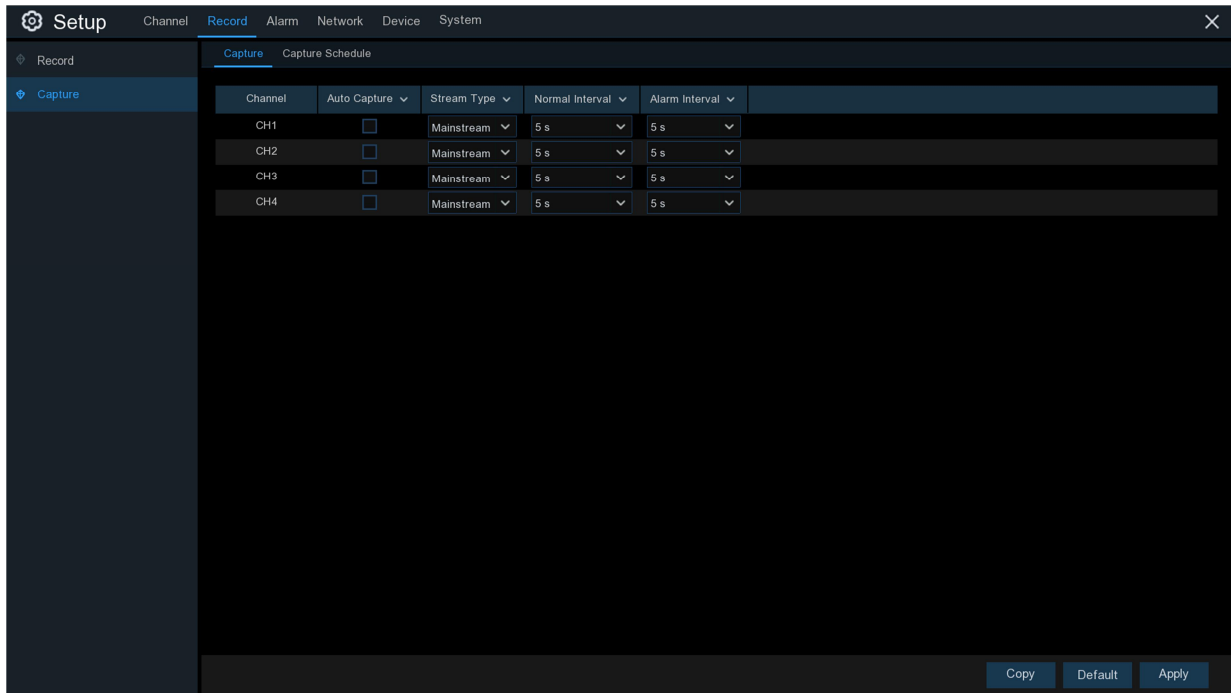 Setup Channel Record Alarm Network Device System
Record
Capture
Capture Capture Schedule
Channel Auto Capture Stream Type Normal Interval Alarm Interval
CH1 Mainstream 5 s 5 s
CH2 Mainstream 5 s 5 s
CH3 Mainstream 5 s 5 s
CH4 Mainstream 5 s 5 s
Copy Default Apply